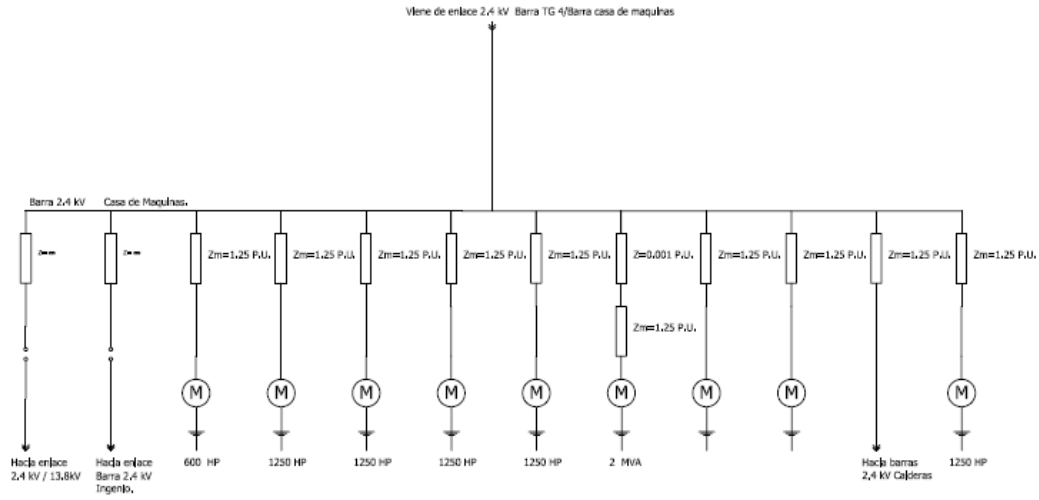 Viene de enlace 2.4 kV Barra TG 4/Barra casa de maquinas
Barra 2.4 kV Casa de Maquinas.
Zm=1.25 P.U.
Zm=1.25 P.U.
Zm=1.25 P.U.
Zm=1.25 P.U.
Zm=1.25 P.U.
Z=0.001 P.U.
Zm=1.25 P.U.
Zm=1.25 P.U.
Zm=1.25 P.U.
Zm=1.25 P.U.
Zm=1.25 P.U.
M
M
M
M
M
M
M
M
M
Hacia enlace
2.4 kV / 13.8kV
Hacia enlace
Barra 2.4 kV
Ingenio.
600 HP
1250 HP
1250 HP
1250 HP
1250 HP
2 MVA
Hacia barras
2,4 kV Calderas
1250 HP